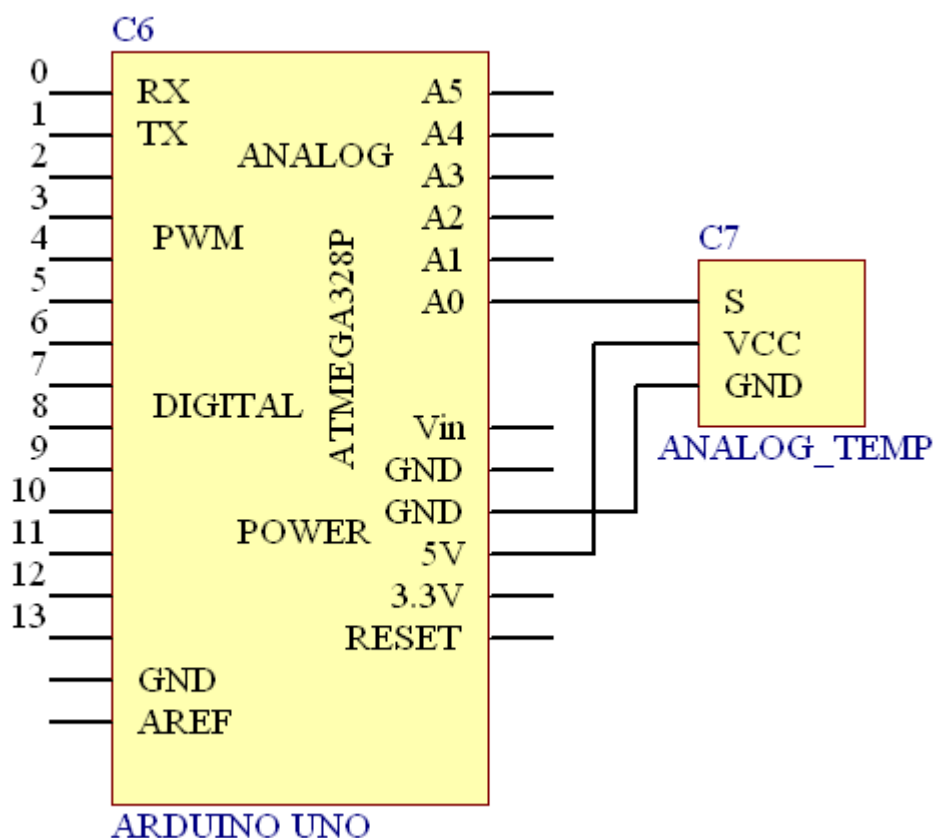 C6
0
RX
A5
1
TX
A4
2
ANALOG
A3
3
A2
4
PWM
A1
C7
5
A0
S
6
ATMEGA328P
VCC
7
GND
8
DIGITAL
Vin
ANALOG_TEMP
9
GND
10
GND
11
POWER
5V
12
3.3V
13
RESET
GND
AREF
ARDUINO UNO